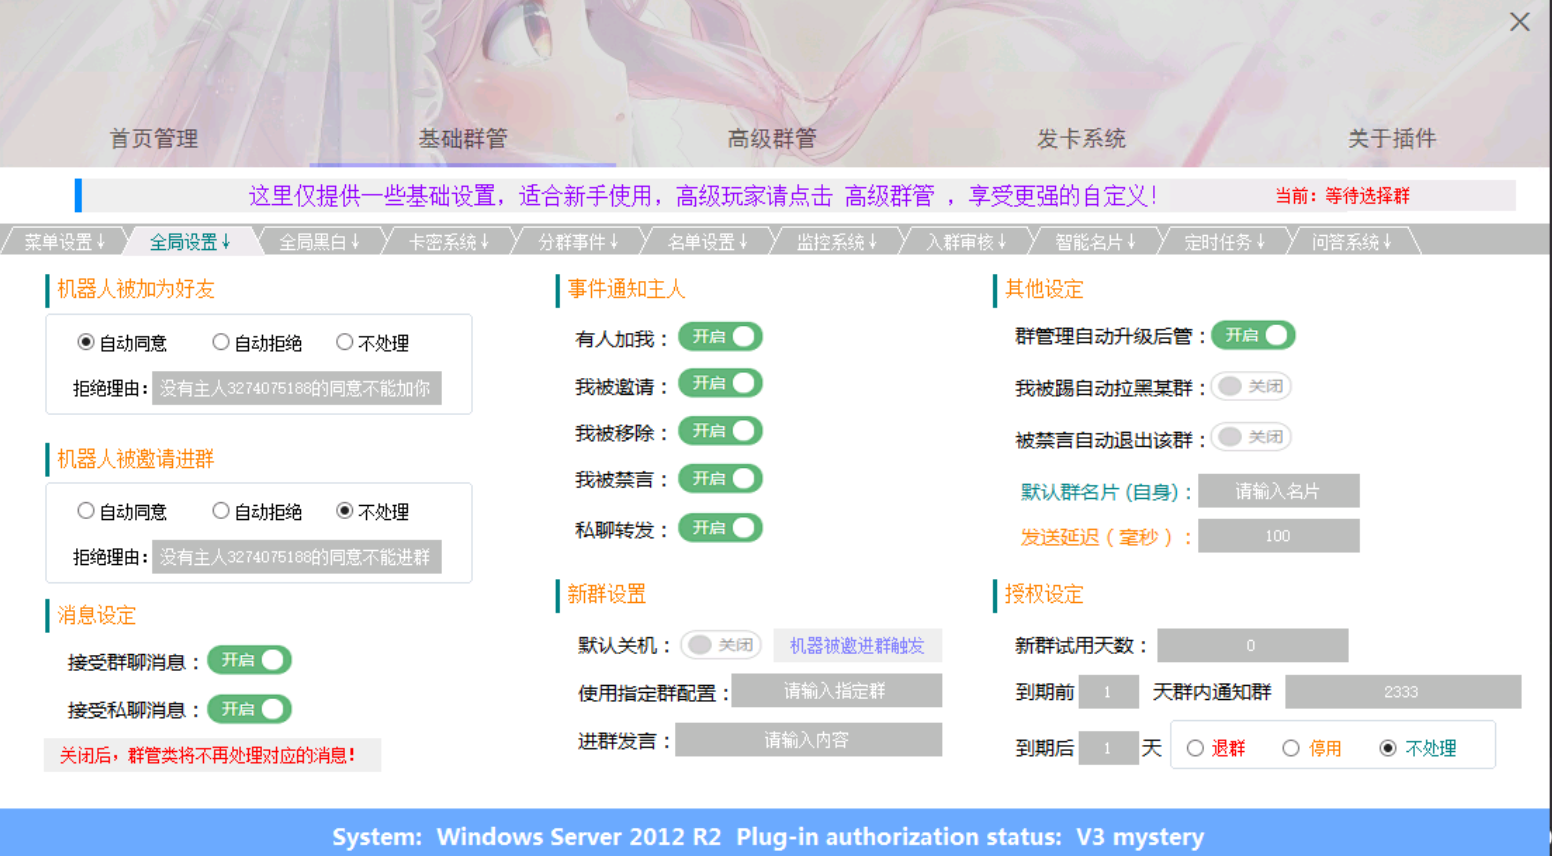 首页管理 基础群管 高级群管 发卡系统 关于插件
这里仅提供一些基础设置，适合新手使用，高级玩家请点击 高级群管 ，享受更强的自定义！ 当前：等待选择群
菜单设置↓ 全局设置↓ 全局黑白↓ 卡密系统↓ 分群事件↓ 名单设置↓ 监控系统↓ 入群审核↓ 智能名片↓ 定时任务↓ 问答系统↓
机器人被加为好友
自动同意 自动拒绝 不处理
拒绝理由： 没有主人3274075188的同意不能加你
机器人被邀请进群
自动同意 自动拒绝 不处理
拒绝理由： 没有主人3274075188的同意不能进群
消息设定
接受群聊消息： 开启
接受私聊消息： 开启
关闭后，群管类将不再处理对应的消息！
事件通知主人
有人加我： 开启
我被邀请： 开启
我被移除： 开启
我被禁言： 开启
私聊转发： 开启
新群设置
默认关机： 关闭 机器被邀进群触发
使用指定群配置： 请输入指定群
进群发言： 请输入内容
其他设定
群管理自动升级后管： 开启
我被踢自动拉黑某群： 关闭
被禁言自动退出该群： 关闭
默认群名片(自身)： 请输入名片
发送延迟（毫秒）： 100
授权设定
新群试用天数： 0
到期前 1 天群内通知群 2333
到期后 1 天 退群 停用 不处理
System: Windows Server 2012 R2 Plug-in authorization status: V3 mystery